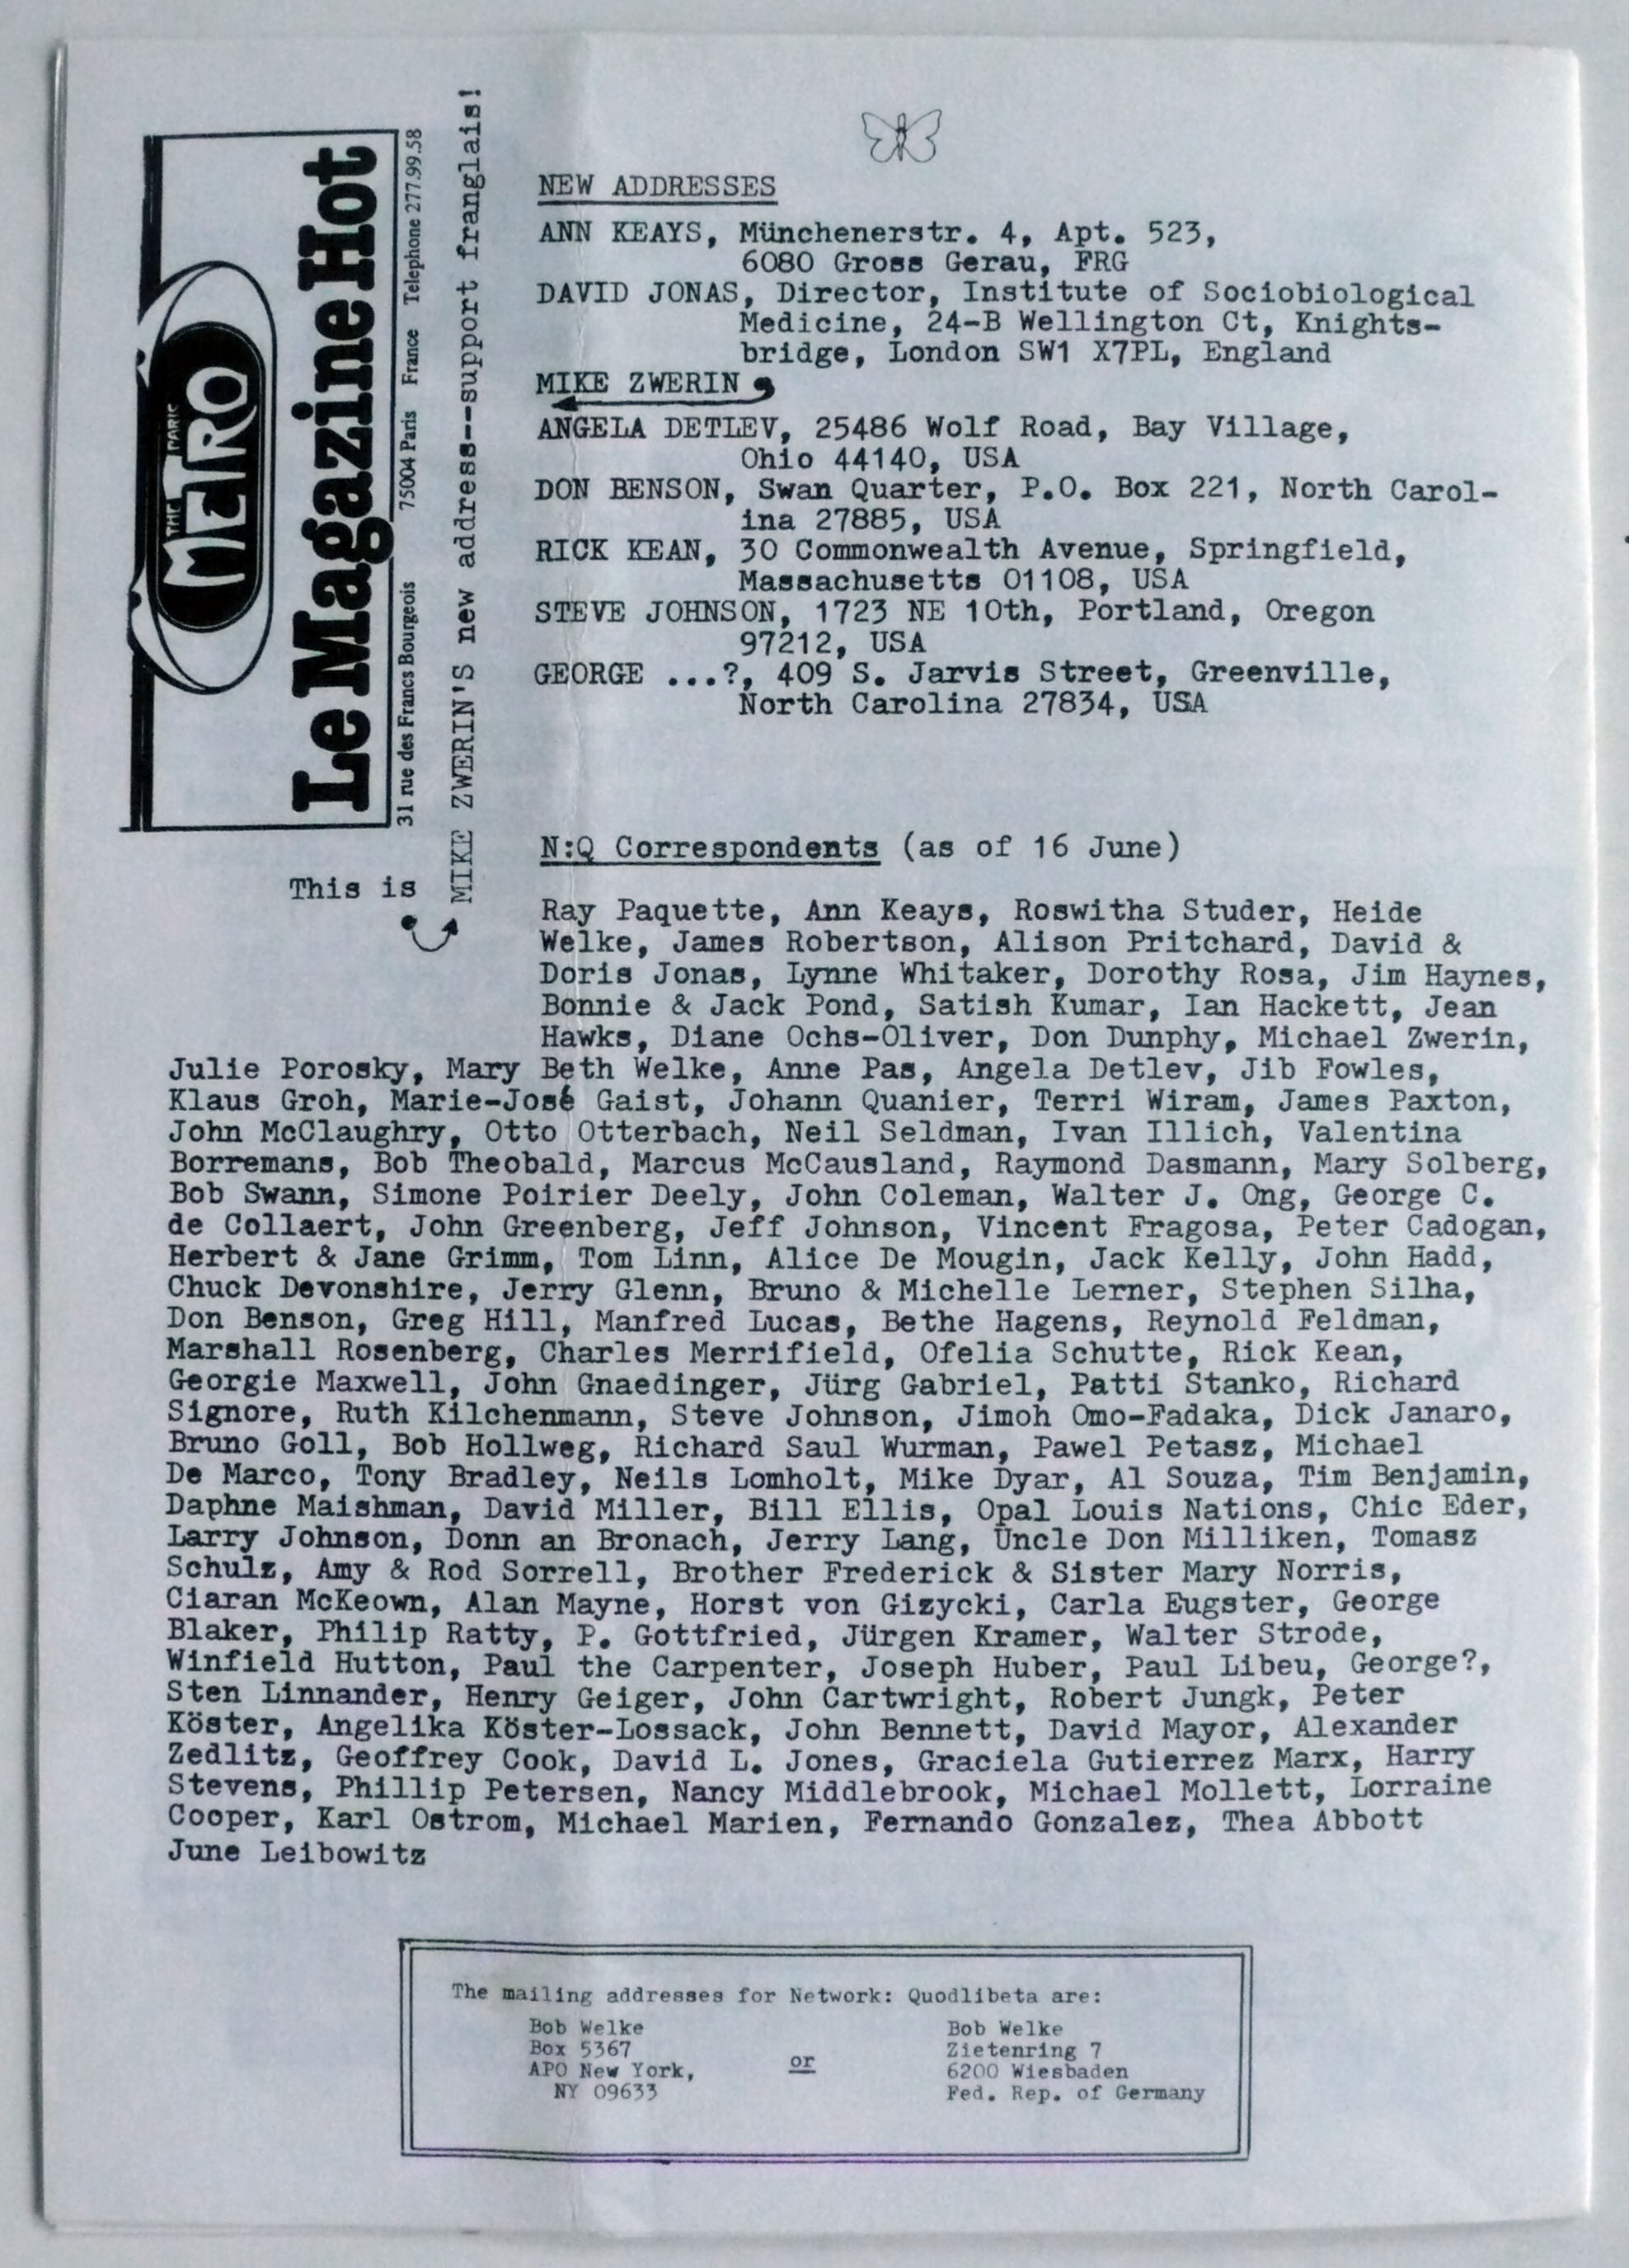 THE PARIS
METRO
Le Magazine Hot
31 rue des Francs Bourgeois 75004 Paris France Telephone 277.99.58
MIKE ZWERIN'S new address--support franglais!
This is
NEW ADDRESSES
ANN KEAYS, Münchenerstr. 4, Apt. 523,
6080 Gross Gerau, FRG
DAVID JONAS, Director, Institute of Sociobiological
Medicine, 24-B Wellington Ct, Knights-
bridge, London SW1 X7PL, England
MIKE ZWERIN
ANGELA DETLEV, 25486 Wolf Road, Bay Village,
Ohio 44140, USA
DON BENSON, Swan Quarter, P.O. Box 221, North Carol-
ina 27885, USA
RICK KEAN, 30 Commonwealth Avenue, Springfield,
Massachusetts 01108, USA
STEVE JOHNSON, 1723 NE 10th, Portland, Oregon
97212, USA
GEORGE ...?, 409 S. Jarvis Street, Greenville,
North Carolina 27834, USA
N:Q Correspondents (as of 16 June)
Ray Paquette, Ann Keays, Roswitha Studer, Heide
Welke, James Robertson, Alison Pritchard, David &
Doris Jonas, Lynne Whitaker, Dorothy Rosa, Jim Haynes,
Bonnie & Jack Pond, Satish Kumar, Ian Hackett, Jean
Hawks, Diane Ochs-Oliver, Don Dunphy, Michael Zwerin,
Julie Porosky, Mary Beth Welke, Anne Pas, Angela Detlev, Jib Fowles,
Klaus Groh, Marie-José Gaist, Johann Quanier, Terri Wiram, James Paxton,
John McClaughry, Otto Otterbach, Neil Seldman, Ivan Illich, Valentina
Borremans, Bob Theobald, Marcus McCausland, Raymond Dasmann, Mary Solberg,
Bob Swann, Simone Poirier Deely, John Coleman, Walter J. Ong, George C.
de Collaert, John Greenberg, Jeff Johnson, Vincent Fragosa, Peter Cadogan,
Herbert & Jane Grimm, Tom Linn, Alice De Mougin, Jack Kelly, John Hadd,
Chuck Devonshire, Jerry Glenn, Bruno & Michelle Lerner, Stephen Silha,
Don Benson, Greg Hill, Manfred Lucas, Bethe Hagens, Reynold Feldman,
Marshall Rosenberg, Charles Merrifield, Ofelia Schutte, Rick Kean,
Georgie Maxwell, John Gnaedinger, Jürg Gabriel, Patti Stanko, Richard
Signore, Ruth Kilchenmann, Steve Johnson, Jimoh Omo-Fadaka, Dick Janaro,
Bruno Goll, Bob Hollweg, Richard Saul Wurman, Pawel Petasz, Michael
De Marco, Tony Bradley, Neils Lomholt, Mike Dyar, Al Souza, Tim Benjamin,
Daphne Maishman, David Miller, Bill Ellis, Opal Louis Nations, Chic Eder,
Larry Johnson, Donn an Bronach, Jerry Lang, Uncle Don Milliken, Tomasz
Schulz, Amy & Rod Sorrell, Brother Frederick & Sister Mary Norris,
Ciaran McKeown, Alan Mayne, Horst von Gizycki, Carla Eugster, George
Blaker, Philip Ratty, P. Gottfried, Jürgen Kramer, Walter Strode,
Winfield Hutton, Paul the Carpenter, Joseph Huber, Paul Libeu, George?,
Sten Linnander, Henry Geiger, John Cartwright, Robert Jungk, Peter
Köster, Angelika Köster-Lossack, John Bennett, David Mayor, Alexander
Zedlitz, Geoffrey Cook, David L. Jones, Graciela Gutierrez Marx, Harry
Stevens, Phillip Petersen, Nancy Middlebrook, Michael Mollett, Lorraine
Cooper, Karl Ostrom, Michael Marien, Fernando Gonzalez, Thea Abbott
June Leibowitz
The mailing addresses for Network: Quodlibeta are:
Bob Welke
Box 5367
APO New York,
NY 09633
or
Bob Welke
Zietenring 7
6200 Wiesbaden
Fed. Rep. of Germany